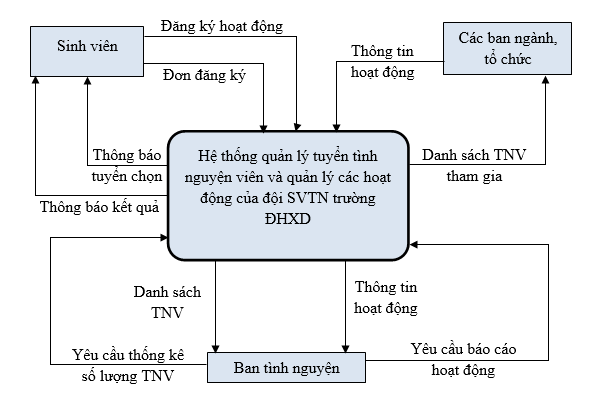 Đăng ký hoạt động
Sinh viên
Đơn đăng ký
Thông tin
hoạt động
Các ban ngành,
tổ chức
Hệ thống quản lý tuyển tình
nguyện viên và quản lý các hoạt
động của đội SVTN trường
ĐHXD
Thông báo
tuyển chọn
Thông báo kết quả
Danh sách TNV
tham gia
Danh sách
TNV
Thông tin
hoạt động
Yêu cầu thống kê
số lượng TNV
Ban tình nguyện
Yêu cầu báo cáo
hoạt động